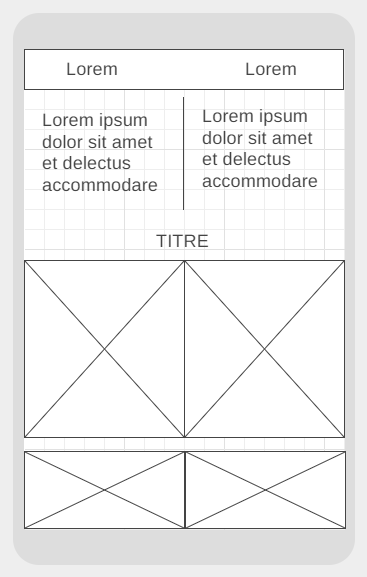 Lorem
Lorem
Lorem ipsum
dolor sit amet
et delectus
accommodare
Lorem ipsum
dolor sit amet
et delectus
accommodare
TITRE